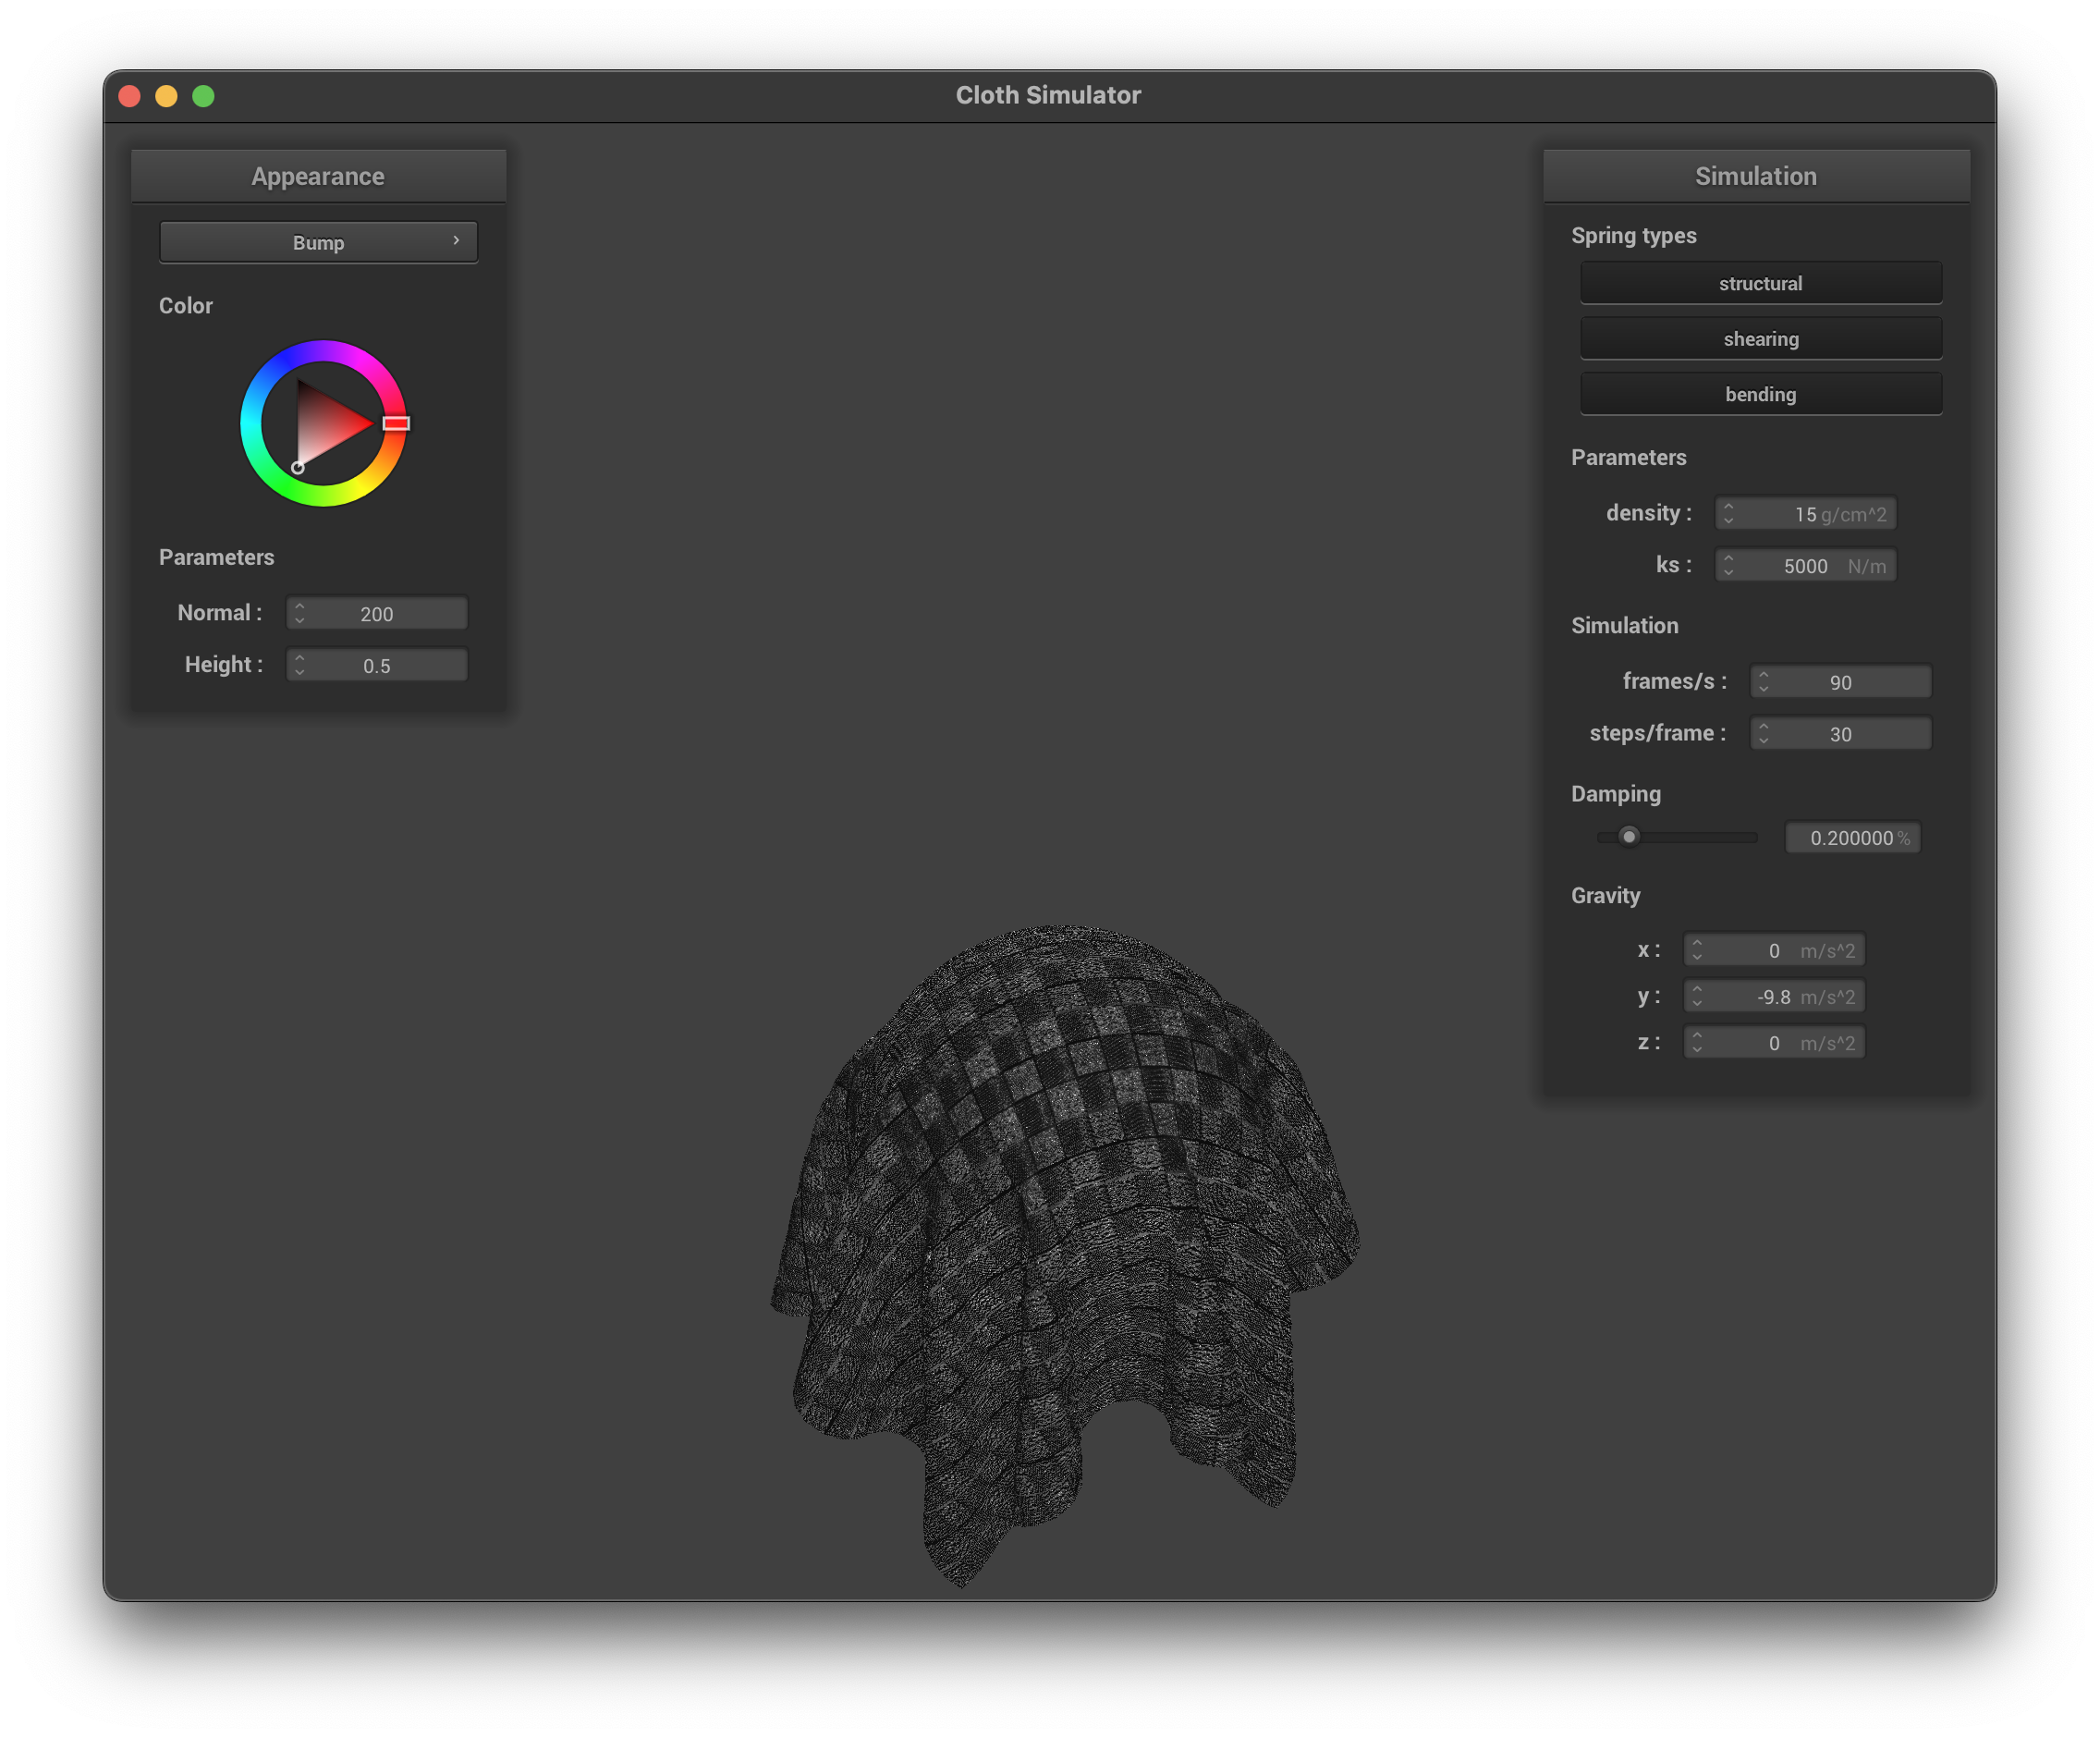 Cloth Simulator
Appearance
Bump
Color
Parameters
Normal : 200
Height : 0.5
Simulation
Spring types
structural
shearing
bending
Parameters
density : 15 g/cm^2
ks : 5000 N/m
Simulation
frames/s : 90
steps/frame : 30
Damping
0.200000 %
Gravity
x : 0 m/s^2
y : -9.8 m/s^2
z : 0 m/s^2